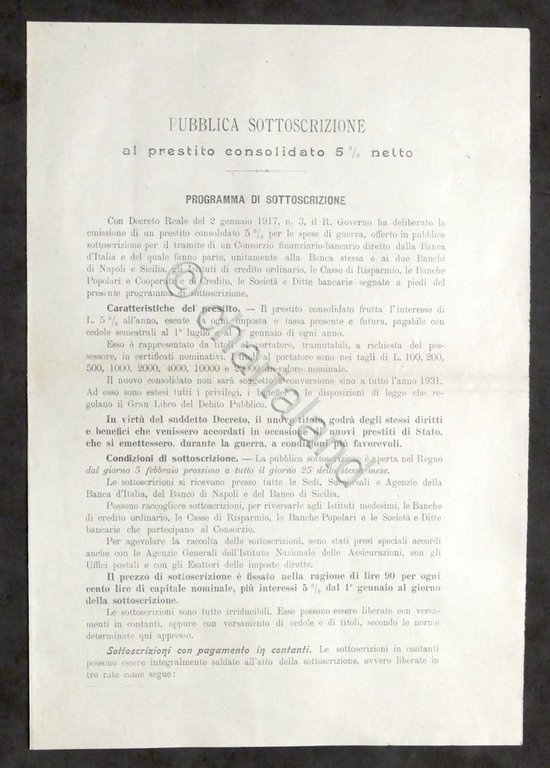 PUBBLICA SOTTOSCRIZIONE
al prestito consolidato 5 % netto
PROGRAMMA DI SOTTOSCRIZIONE
Con Decreto Reale del 2 gennaio 1917, n. 3, il R. Governo ha deliberato la
emissione di un prestito consolidato 5 % per le spese di guerra, offerto in pubblica
sottoscrizione per il tramite di un Consorzio finanziario-bancario diretto dalla Banca
d'Italia e del quale fanno parte, unitamente alla Banca stessa e ai due Banchi
di Napoli e Sicilia, Istituti di credito ordinario, le Casse di Risparmio, le Banche
Popolari e Cooperative di Credito, le Società e Ditte bancarie segnate a piedi del
presente programma di sottoscrizione.
Caratteristiche del prestito. — Il prestito consolidato frutta l'interesse di
L. 5 % all'anno, esente da ogni imposta e tassa presente e futura, pagabile con
cedole semestrali al 1° luglio al 1° gennaio di ogni anno.
Esso è rappresentato da titoli al portatore, tramutabili, a richiesta del pos-
sessore, in certificati nominativi. I titoli al portatore sono nei tagli di L. 100, 200,
500, 1000, 2000, 4000, 10000 e valore nominale.
Il nuovo consolidato non sarà soggetto a conversione sino a tutto l'anno 1931.
Ad esso sono estesi tutti i privilegi, i benefici e le disposizioni di legge che re-
golano il Gran Libro del Debito Pubblico.
In virtù del suddetto Decreto, il nuovo titolo godrà degli stessi diritti
e benefici che venissero accordati in occasione di nuovi prestiti di Stato,
che si emettessero, durante la guerra, a condizioni più favorevoli.
Condizioni di sottoscrizione. — La pubblica sottoscrizione è aperta nel Regno
dal giorno 5 febbraio prossimo a tutto il giorno 25 dello stesso mese.
Le sottoscrizioni si ricevono presso tutte le Sedi, Succursali e Agenzie della
Banca d'Italia, del Banco di Napoli e del Banco di Sicilia.
Possono raccogliere sottoscrizioni, per riversarle agli Istituti medesimi, le Banche
di credito ordinario, le Casse di Risparmio, le Banche Popolari e le Società e Ditte
bancarie che partecipano al Consorzio.
Per agevolare la raccolta delle sottoscrizioni, sono stati presi speciali accordi
anche con le Agenzie Generali dell'Istituto Nazionale delle Assicurazioni, con gli
Uffici postali e con gli Esattori delle imposte dirette.
Il prezzo di sottoscrizione è fissato nella ragione di lire 90 per ogni
cento lire di capitale nominale, più interessi 5 % dal 1° gennaio al giorno
della sottoscrizione.
Le sottoscrizioni sono tutte irriducibili. Esse possono essere liberate con versa-
menti in contanti, oppure con versamento di cedole e di titoli, secondo le norme
determinate qui appresso.
Sottoscrizioni con pagamento in contanti. Le sottoscrizioni in contanti
possono essere integralmente saldate all'atto della sottoscrizione, ovvero liberate in
tre rate come segue:
© chartaland